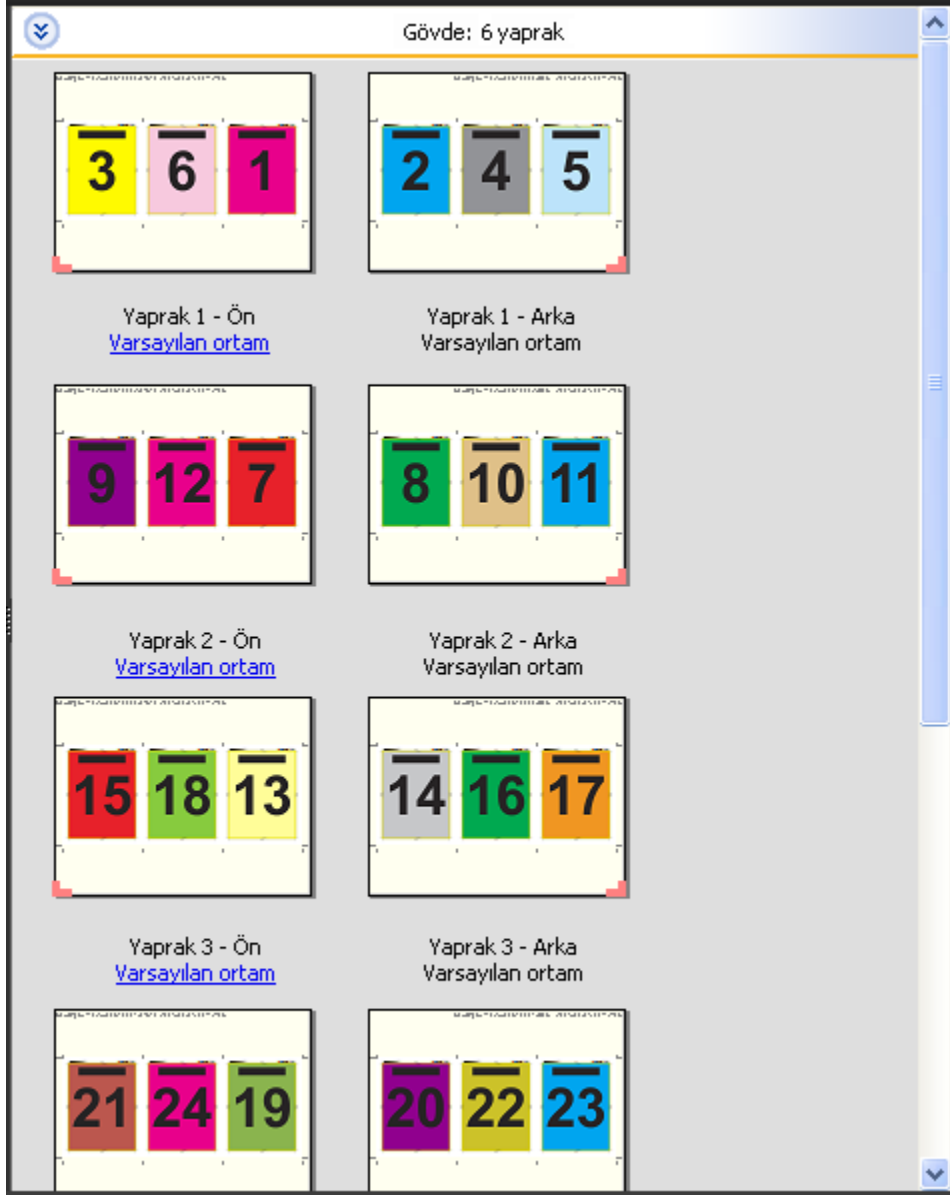 Gövde: 6 yaprak
3 6 1
2 4 5
Yaprak 1 - Ön
Varsayılan ortam
Yaprak 1 - Arka
Varsayılan ortam
9 12 7
8 10 11
Yaprak 2 - Ön
Varsayılan ortam
Yaprak 2 - Arka
Varsayılan ortam
15 18 13
14 16 17
Yaprak 3 - Ön
Varsayılan ortam
Yaprak 3 - Arka
Varsayılan ortam
21 24 19
20 22 23